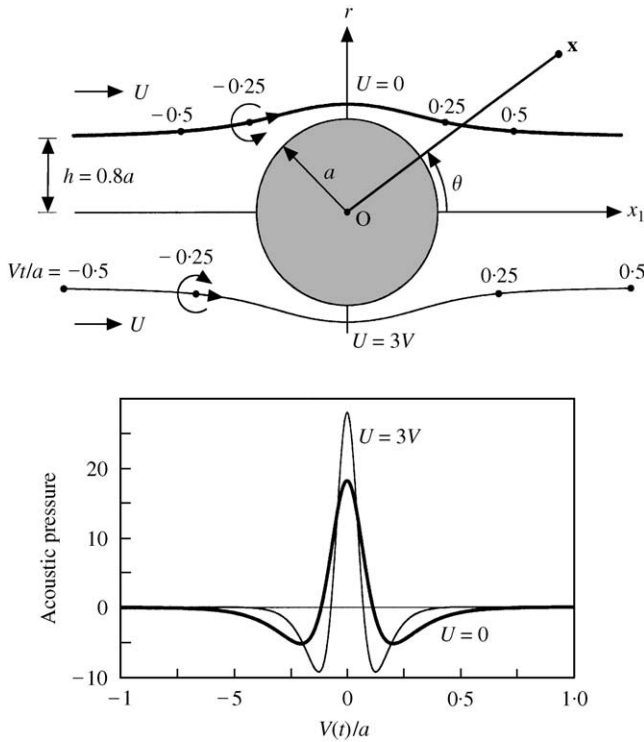 r
x
U
−0·5
−0·25
U = 0
0·25
0·5
h = 0.8a
a
θ
O
x1
Vt/a = −0·5
−0·25
0·25
0·5
U
U = 3V
Acoustic pressure
20
10
0
−10
U = 3V
U = 0
−1
−5
0
0·5
1·0
V(t)/a